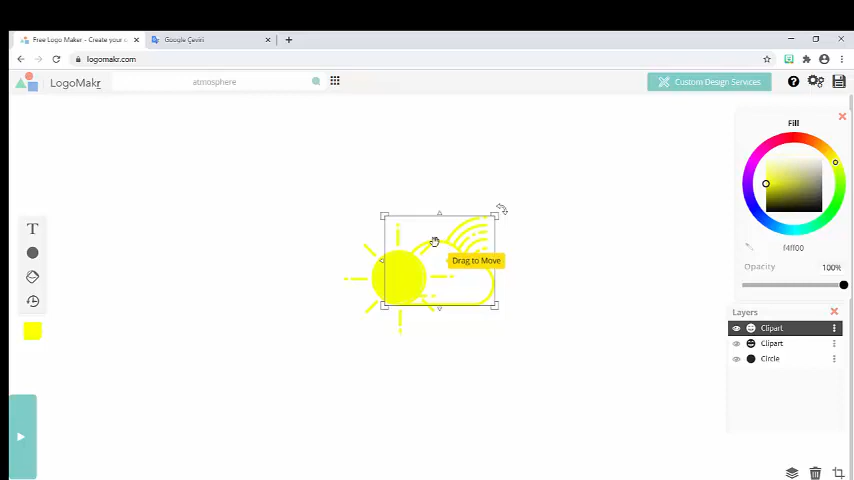 Free Logo Maker - Create your o
Google Çeviri
logomakr.com
LogoMakr
atmosphere
Custom Design Services
Fill
T
Drag to Move
f4ff00
Opacity
100%
Layers
Clipart
Clipart
Circle